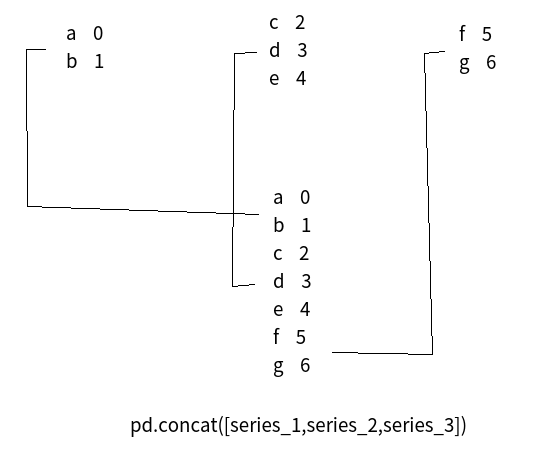 a 0
b 1
c 2
d 3
e 4
f 5
g 6
a 0
b 1
c 2
d 3
e 4
f 5
g 6
pd.concat([series_1,series_2,series_3])